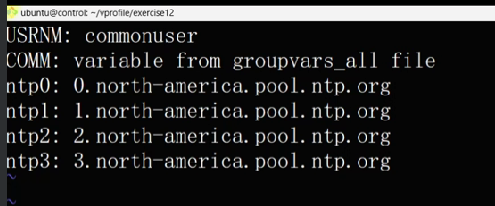 ubuntu@control: ~/vprofile/exercise12
USRNM: commonuser
COMM: variable from groupvars_all file
ntp0: 0.north-america.pool.ntp.org
ntp1: 1.north-america.pool.ntp.org
ntp2: 2.north-america.pool.ntp.org
ntp3: 3.north-america.pool.ntp.org
~
~